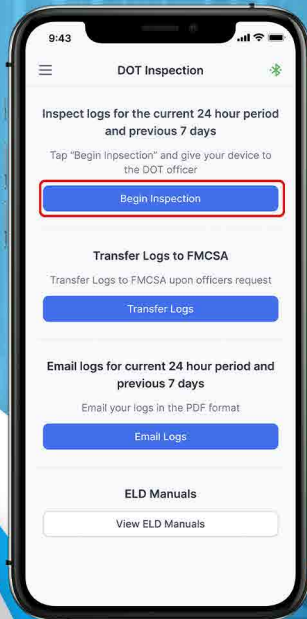 9:43
DOT Inspection
Inspect logs for the current 24 hour period
and previous 7 days
Tap "Begin Inpsection" and give your device to
the DOT officer
Begin Inspection
Transfer Logs to FMCSA
Transfer Logs to FMCSA upon officers request
Transfer Logs
Email logs for current 24 hour period and
previous 7 days
Email your logs in the PDF format
Email Logs
ELD Manuals
View ELD Manuals